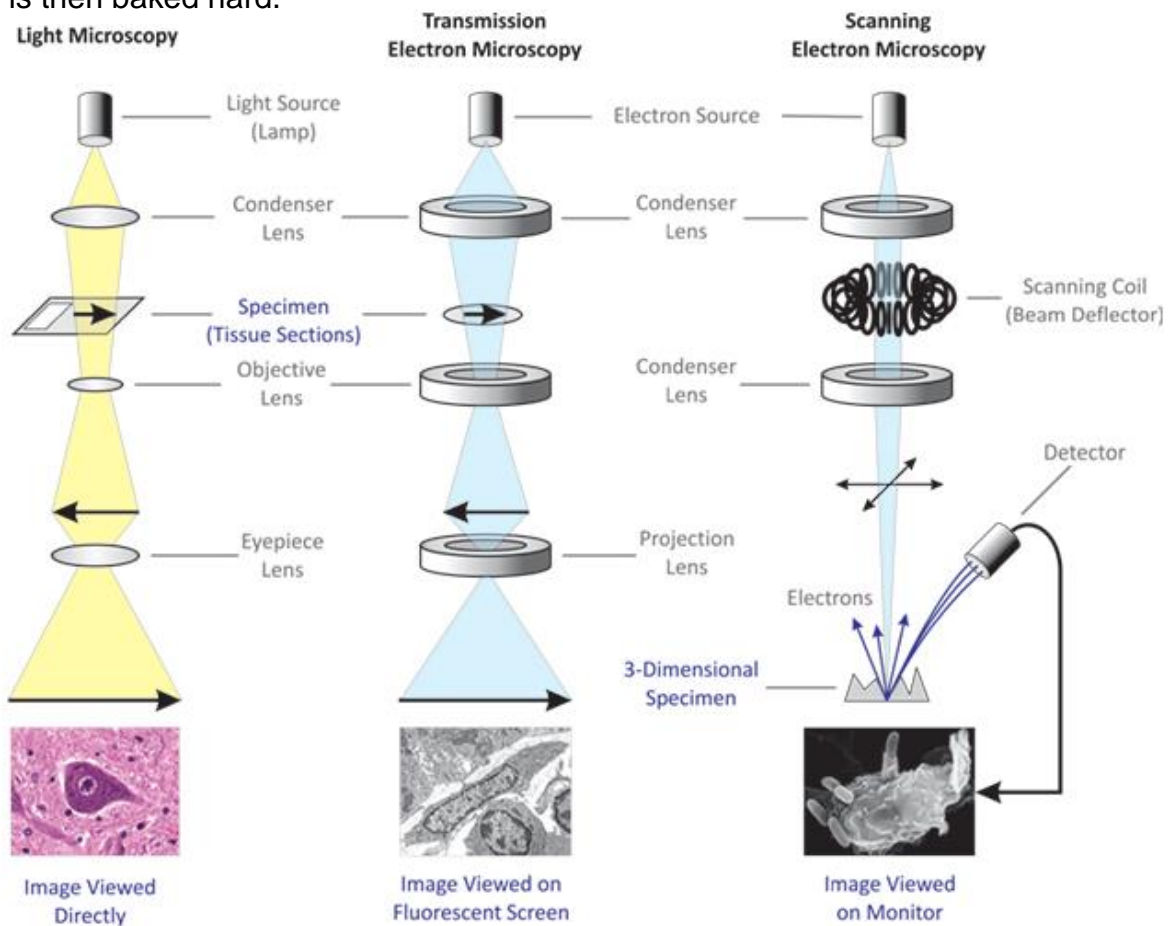 is then baked hard.
Light Microscopy
Transmission
Electron Microscopy
Scanning
Electron Microscopy
Light Source
(Lamp)
Electron Source
Condenser
Lens
Condenser
Lens
Specimen
(Tissue Sections)
Scanning Coil
(Beam Deflector)
Objective
Lens
Condenser
Lens
Detector
Eyepiece
Lens
Projection
Lens
Electrons
3-Dimensional
Specimen
Image Viewed
Directly
Image Viewed on
Fluorescent Screen
Image Viewed
on Monitor